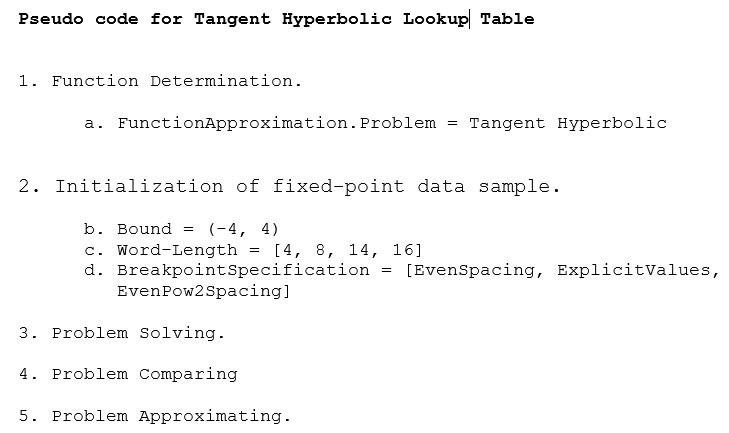 Pseudo code for Tangent Hyperbolic Lookup Table
1. Function Determination.
a. FunctionApproximation.Problem = Tangent Hyperbolic
2. Initialization of fixed-point data sample.
b. Bound = (-4, 4)
c. Word-Length = [4, 8, 14, 16]
d. BreakpointSpecification = [EvenSpacing, ExplicitValues,
EvenPow2Spacing]
3. Problem Solving.
4. Problem Comparing
5. Problem Approximating.